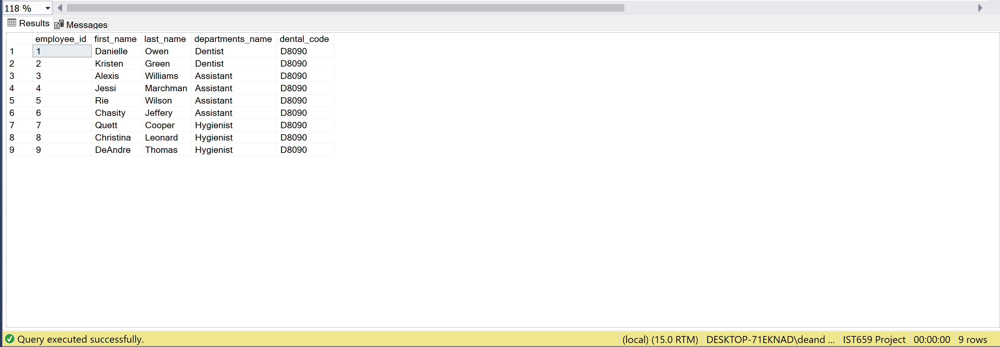 118 %
Results Messages
employee_id first_name last_name departments_name dental_code
1 1 Danielle Owen Dentist D8090
2 2 Kristen Green Dentist D8090
3 3 Alexis Williams Assistant D8090
4 4 Jessi Marchman Assistant D8090
5 5 Rie Wilson Assistant D8090
6 6 Chasity Jeffery Assistant D8090
7 7 Quett Cooper Hygienist D8090
8 8 Christina Leonard Hygienist D8090
9 9 DeAndre Thomas Hygienist D8090
Query executed successfully. (local) (15.0 RTM) DESKTOP-71EKNAD\deand ... IST659 Project 00:00:00 9 rows